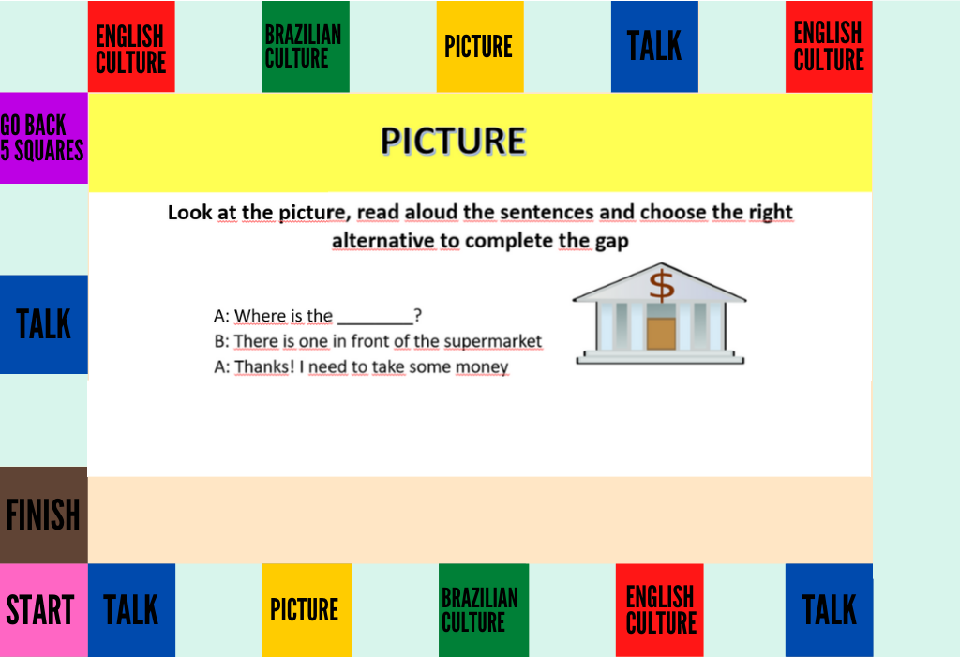 ENGLISH
CULTURE
BRAZILIAN
CULTURE
PICTURE
TALK
ENGLISH
CULTURE
GO BACK
5 SQUARES
PICTURE
Look at the picture, read aloud the sentences and choose the right
alternative to complete the gap
$
A: Where is the ________?
B: There is one in front of the supermarket
A: Thanks! I need to take some money
TALK
FINISH
START
TALK
PICTURE
BRAZILIAN
CULTURE
ENGLISH
CULTURE
TALK